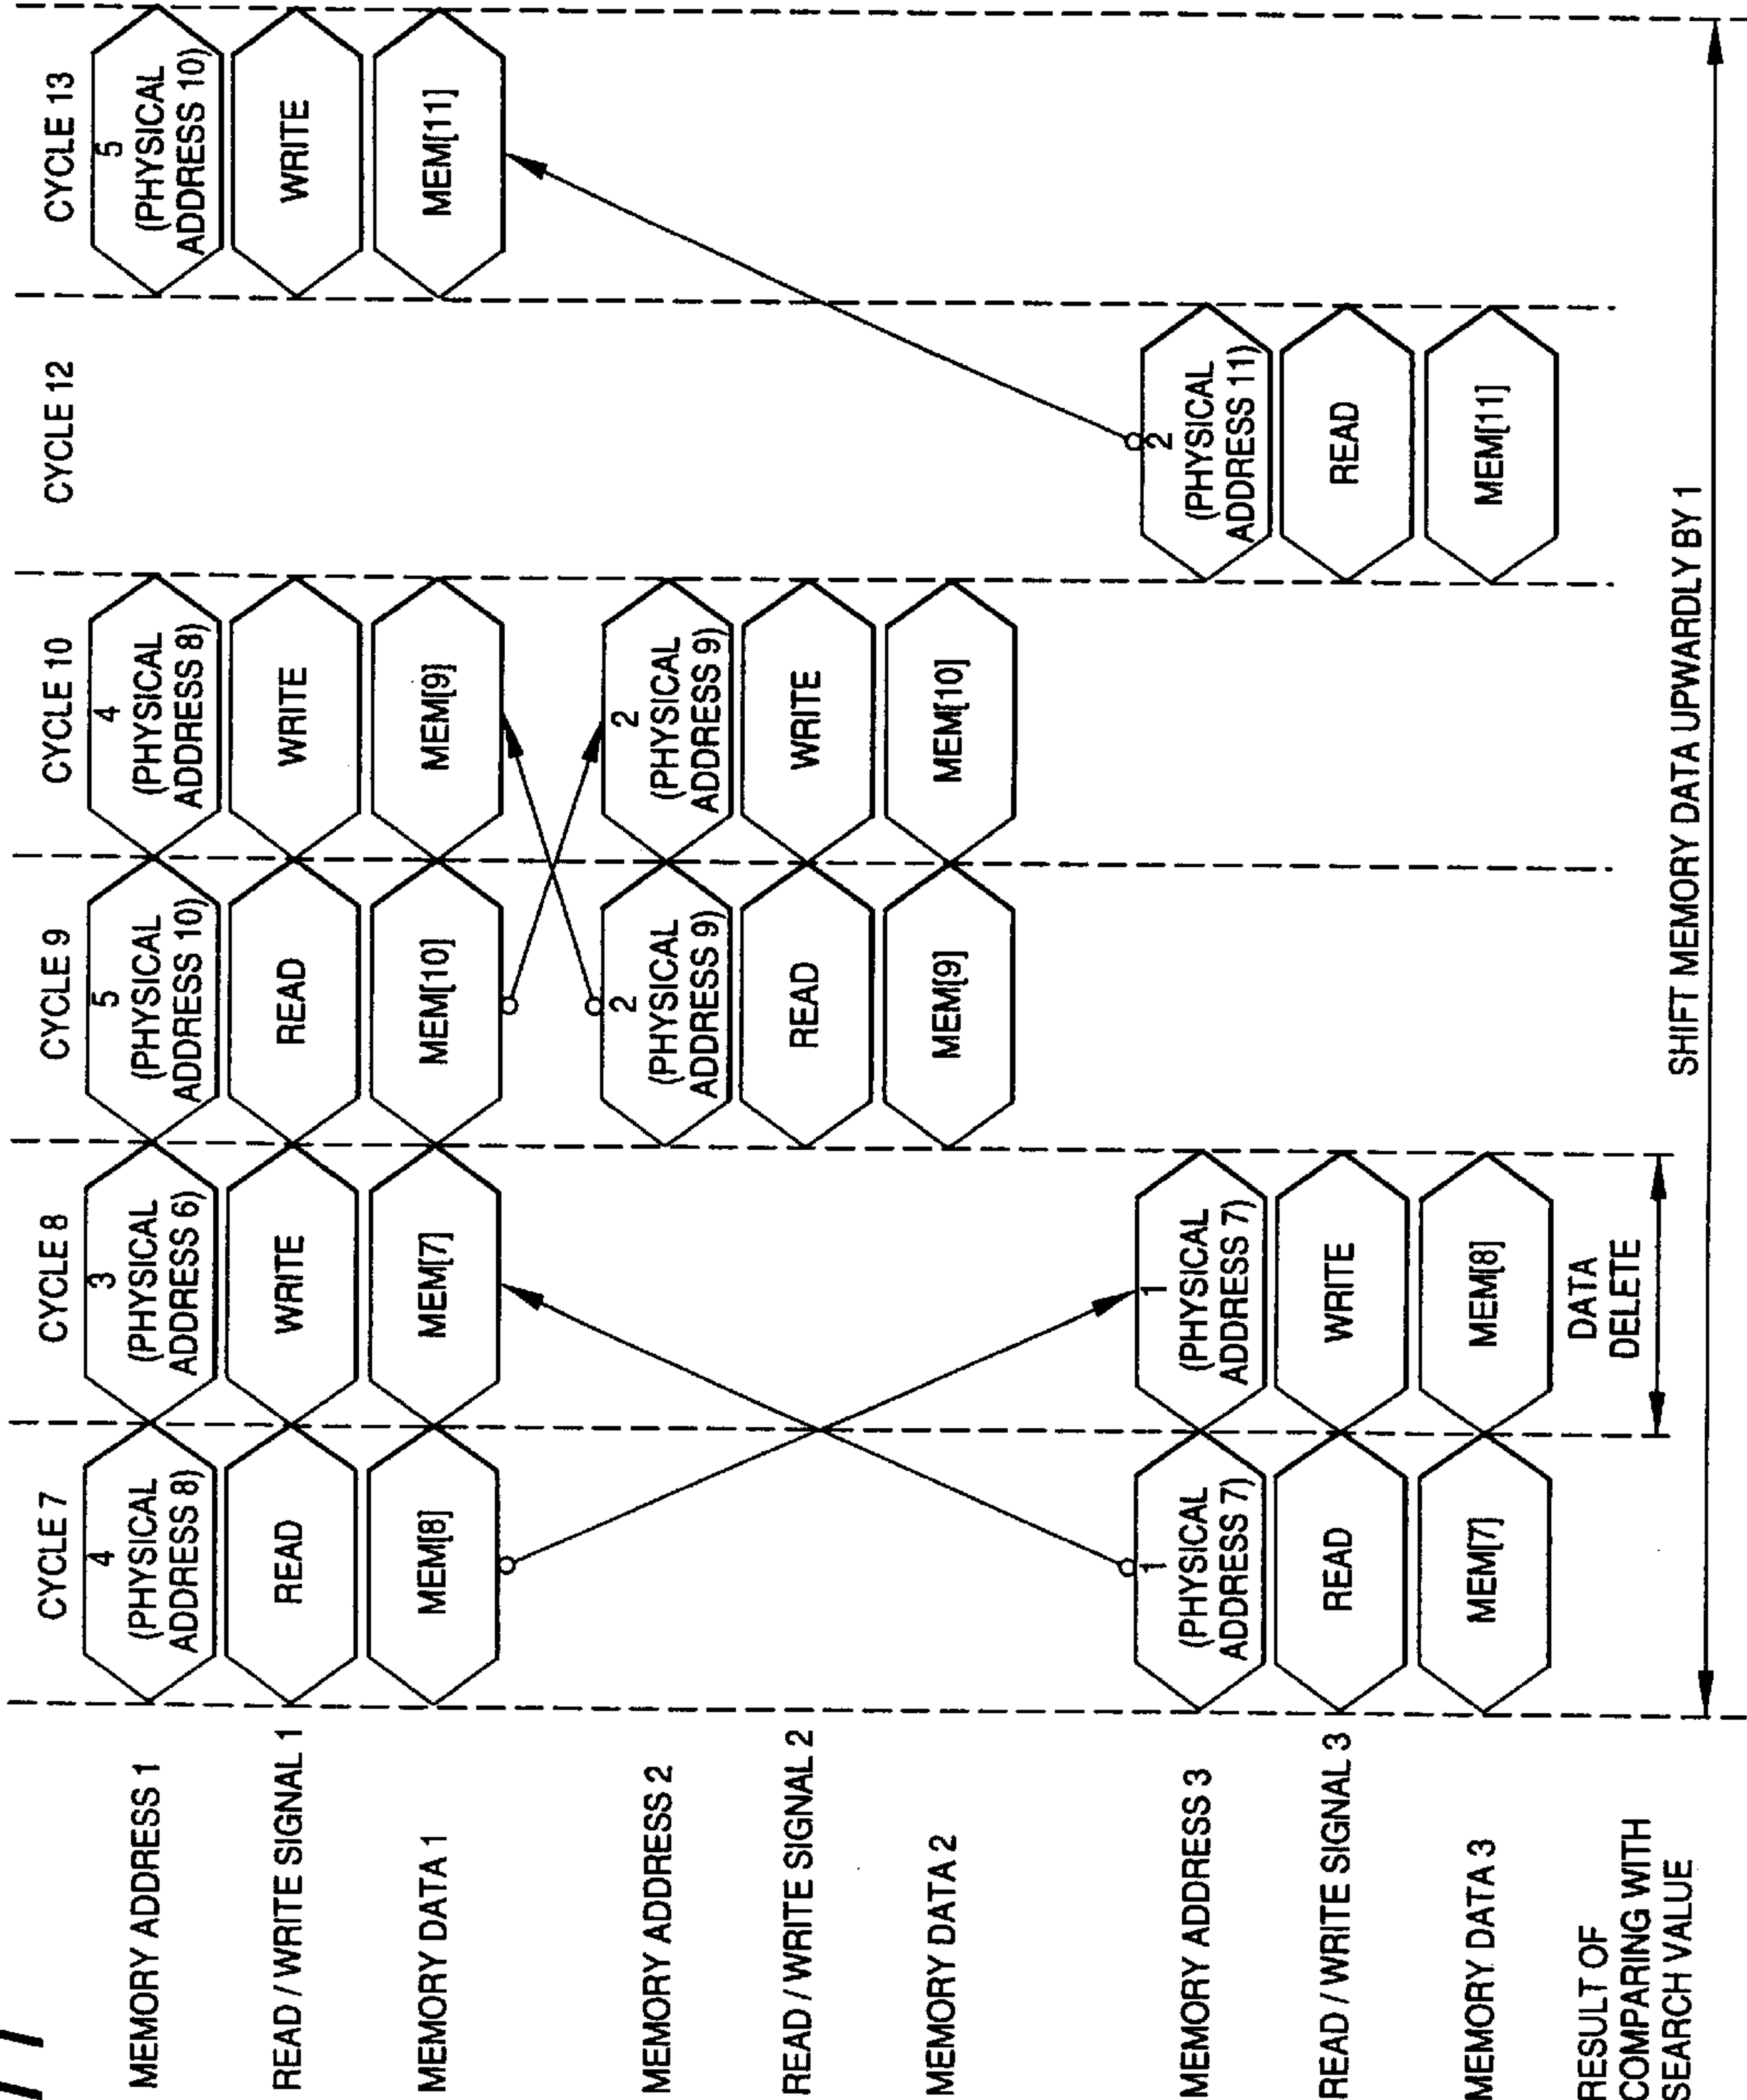 CYCLE 7
CYCLE 8
CYCLE 9
CYCLE 10
CYCLE 12
CYCLE 13
MEMORY ADDRESS 1
4
(PHYSICAL
ADDRESS 8)
3
(PHYSICAL
ADDRESS 6)
5
(PHYSICAL
ADDRESS 10)
4
(PHYSICAL
ADDRESS 8)
5
(PHYSICAL
ADDRESS 10)
READ / WRITE SIGNAL 1
READ
WRITE
READ
WRITE
WRITE
MEMORY DATA 1
MEM[8]
MEM[7]
MEM[10]
MEM[9]
MEM[11]
MEMORY ADDRESS 2
2
(PHYSICAL
ADDRESS 9)
2
(PHYSICAL
ADDRESS 9)
READ / WRITE SIGNAL 2
READ
WRITE
MEMORY DATA 2
MEM[9]
MEM[10]
MEMORY ADDRESS 3
1
(PHYSICAL
ADDRESS 7)
1
(PHYSICAL
ADDRESS 7)
2
(PHYSICAL
ADDRESS 11)
READ / WRITE SIGNAL 3
READ
WRITE
READ
MEMORY DATA 3
MEM[7]
MEM[8]
MEM[11]
RESULT OF
COMPARING WITH
SEARCH VALUE
DATA
DELETE
SHIFT MEMORY DATA UPWARDLY BY 1